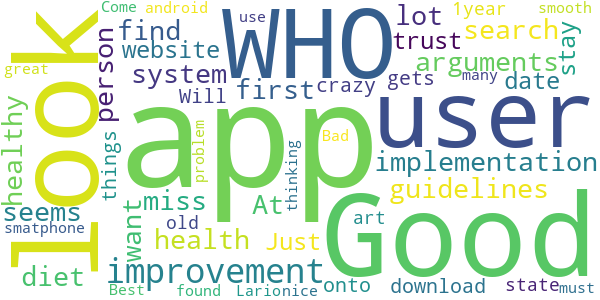 Come android use 1year smooth
find lot search
great look person website WHO trust stay
system first crazy gets many arguments date
Will
healthy things app problem Bad thinking user implementation
want miss At art guidelines
seems old
smatphone health Just Good
diet improvement onto download state must
Best found Larionice